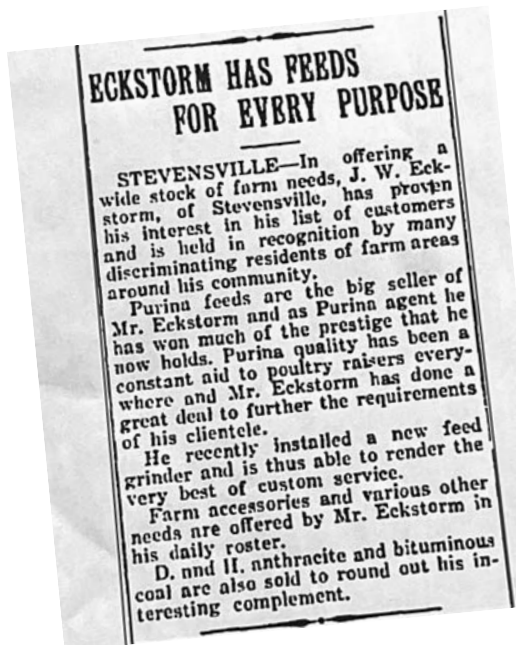 ECKSTORM HAS FEEDS
FOR EVERY PURPOSE
STEVENSVILLE—In offering a
wide stock of farm needs, J. W. Eck-
storm, of Stevensville, has proven
his interest in his list of customers
and is held in recognition by many
discriminating residents of farm areas
around his community.
Purina feeds are the big seller of
Mr. Eckstorm and as Purina agent he
has won much of the prestige that he
now holds. Purina quality has been a
constant aid to poultry raisers every-
where and Mr. Eckstorm has done a
great deal to further the requirements
of his clientele.
He recently installed a new feed
grinder and is thus able to render the
very best of custom service.
Farm accessories and various other
needs are offered by Mr. Eckstorm in
his daily roster.
D. and H. anthracite and bituminous
coal are also sold to round out his in-
teresting complement.